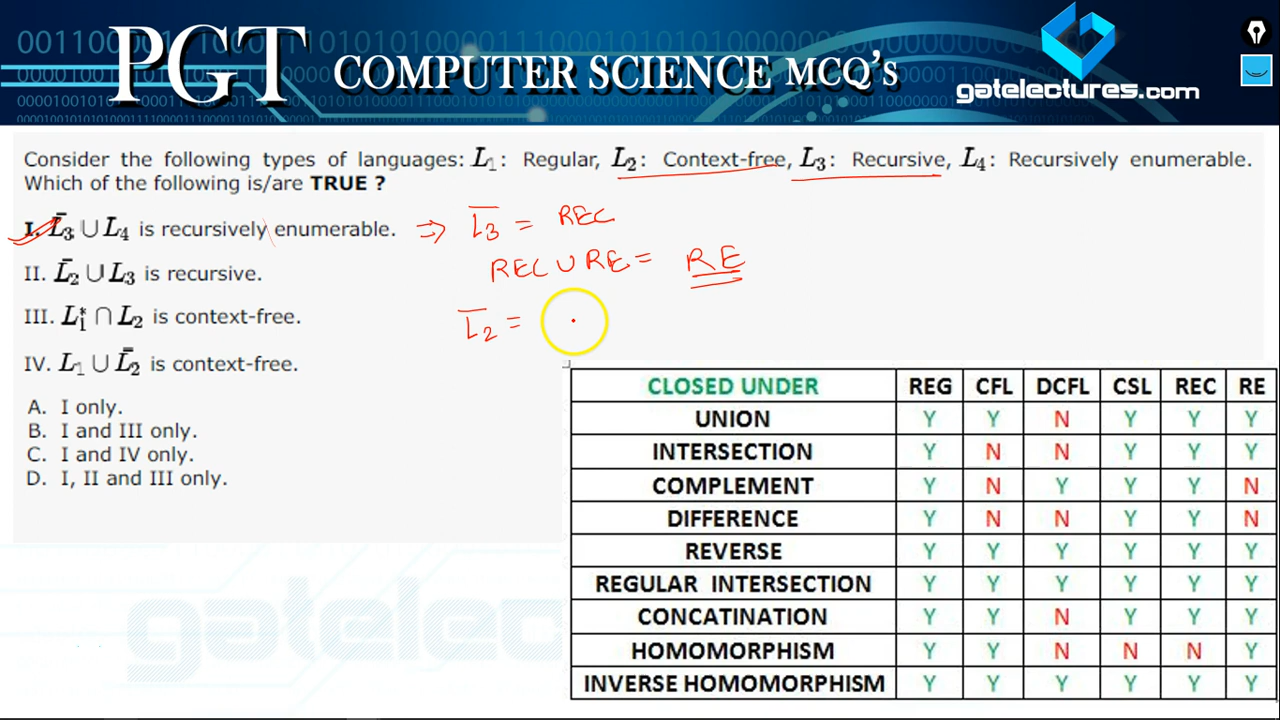 PGT COMPUTER SCIENCE MCQ's
gatelectures.com
Consider the following types of languages: L₁: Regular, L₂: Context-free, L₃: Recursive, L₄: Recursively enumerable.
Which of the following is/are TRUE ?
I. L̄₃ ∪ L₄ is recursively enumerable. ⇒ L̄₃ = REC
REC ∪ RE = RE
II. L̄₂ ∪ L₃ is recursive.
III. L₁* ∩ L₂ is context-free. L̄₂ =
IV. L₁ ∪ L̄₂ is context-free.
A. I only.
B. I and III only.
C. I and IV only.
D. I, II and III only.
CLOSED UNDER REG CFL DCFL CSL REC RE
UNION Y Y N Y Y Y
INTERSECTION Y N N Y Y Y
COMPLEMENT Y N Y Y Y N
DIFFERENCE Y N N Y Y N
REVERSE Y Y Y Y Y Y
REGULAR INTERSECTION Y Y Y Y Y Y
CONCATINATION Y Y N Y Y Y
HOMOMORPHISM Y Y N N N Y
INVERSE HOMOMORPHISM Y Y Y Y Y Y